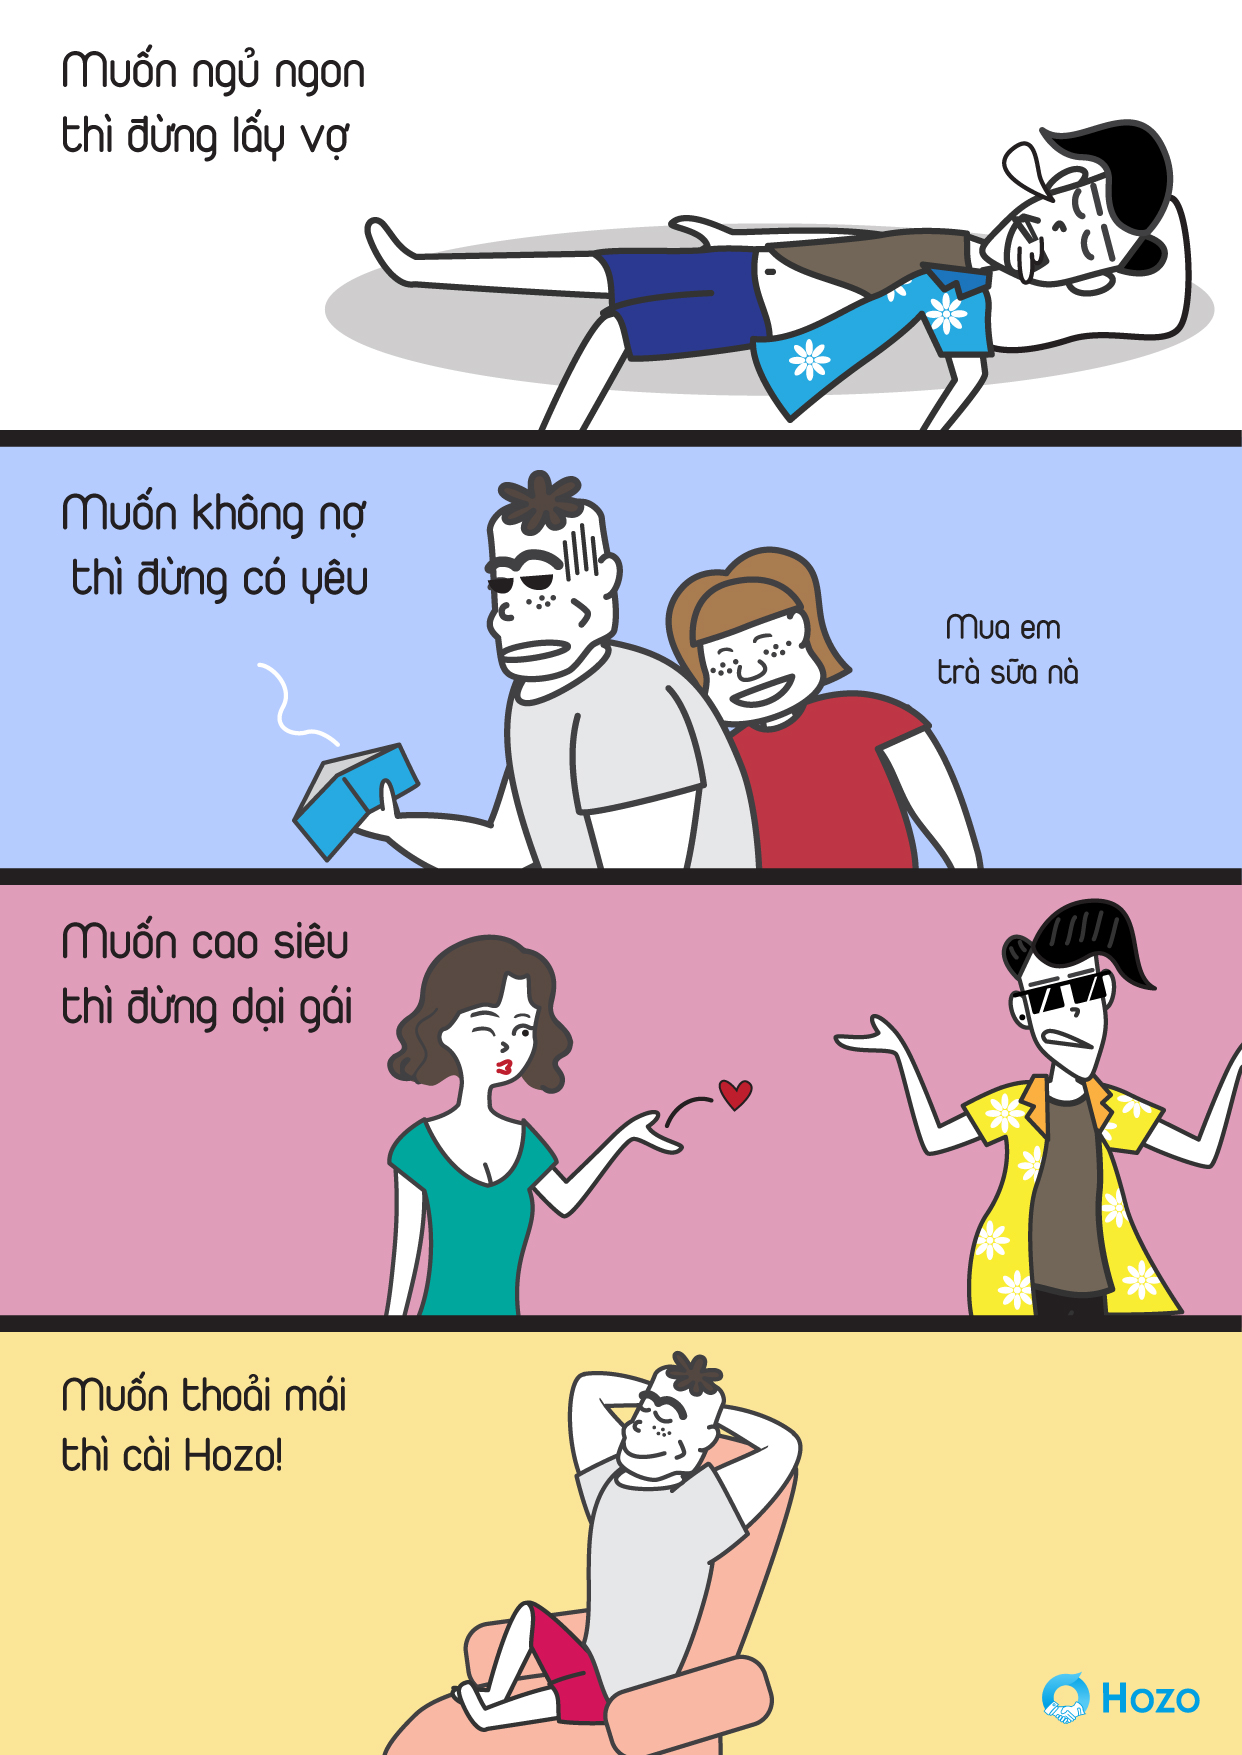 Muốn ngủ ngon
thì đừng lấy vợ
Muốn không nợ
thì đừng có yêu
Mua em
trà sữa nà
Muốn cao siêu
thì đừng dại gái
Muốn thoải mái
thì cài Hozo!
Hozo